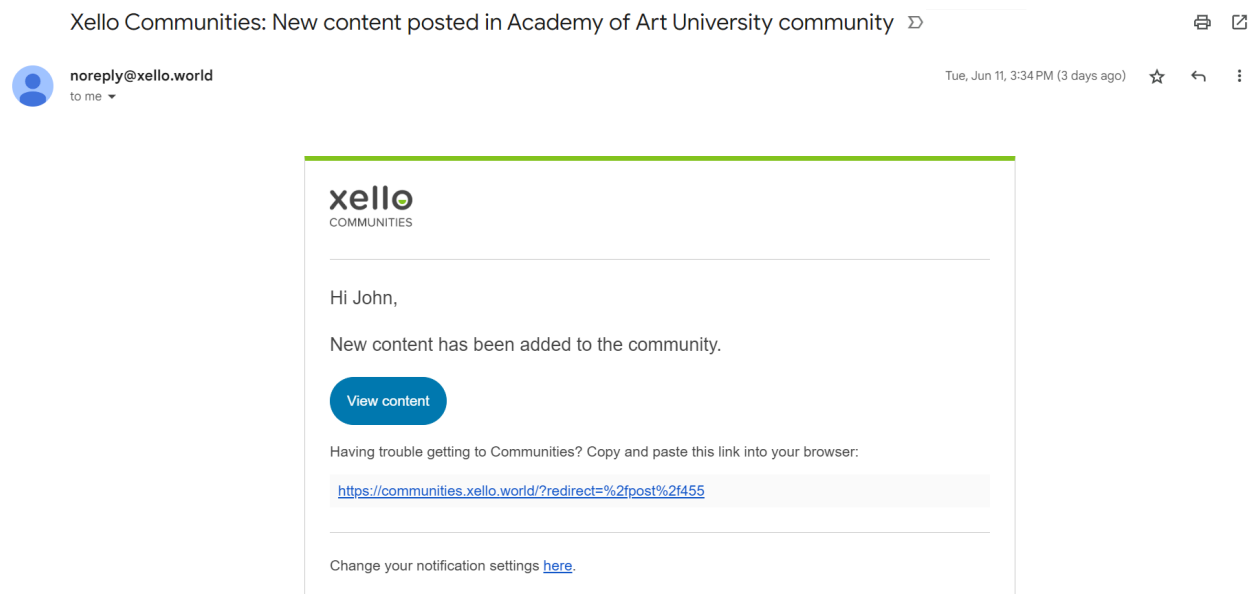 Xello Communities: New content posted in Academy of Art University community
noreply@xello.world
Tue, Jun 11, 3:34 PM (3 days ago)
to me
xello
COMMUNITIES
Hi John,
New content has been added to the community.
View content
Having trouble getting to Communities? Copy and paste this link into your browser:
https://communities.xello.world/?redirect=%2fpost%2f455
Change your notification settings here.